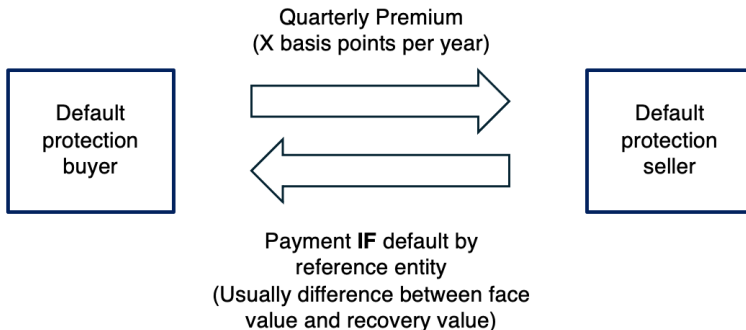 Quarterly Premium
(X basis points per year)
Default
protection
buyer
Default
protection
seller
Payment IF default by
reference entity
(Usually difference between face
value and recovery value)